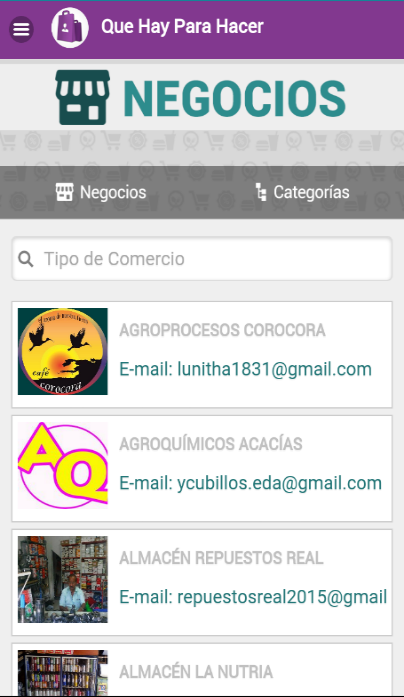 Que Hay Para Hacer
NEGOCIOS
Negocios
Categorías
Tipo de Comercio
café
corocora
AGROPROCESOS COROCORA
E-mail: lunitha1831@gmail.com
AQ
AGROQUÍMICOS ACACÍAS
E-mail: ycubillos.eda@gmail.com
ALMACÉN REPUESTOS REAL
E-mail: repuestosreal2015@gmail
ALMACÉN LA NUTRIA